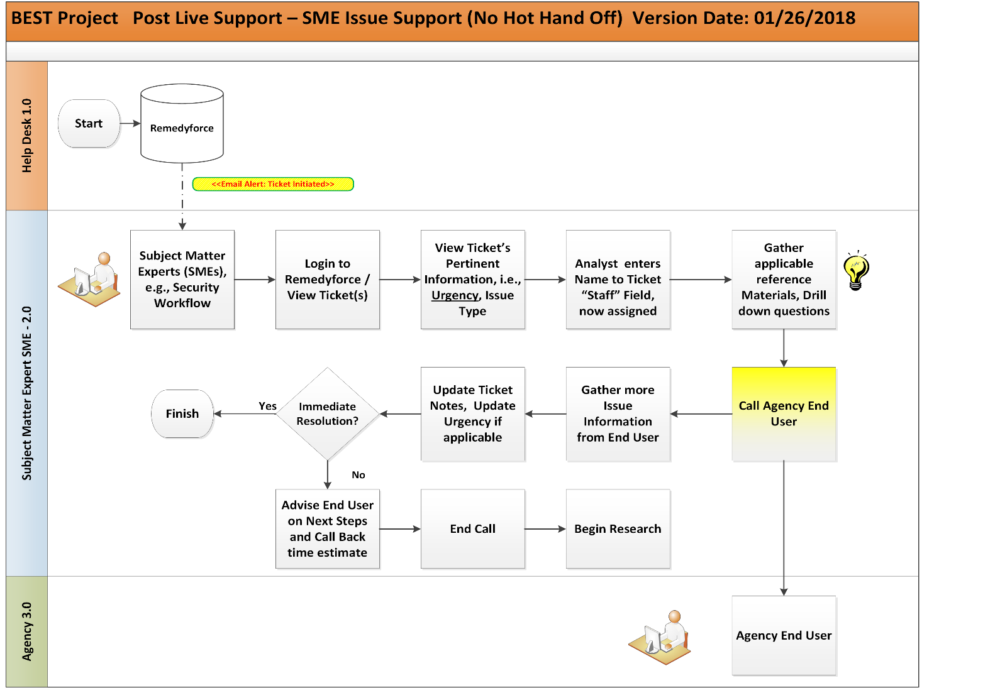 BEST Project   Post Live Support – SME Issue Support (No Hot Hand Off)  Version Date: 01/26/2018
Help Desk 1.0
Start
Remedyforce
<<Email Alert: Ticket Initiated>>
Subject Matter Expert SME - 2.0
Subject Matter
Experts (SMEs),
e.g., Security
Workflow
Login to
Remedyforce /
View Ticket(s)
View Ticket’s
Pertinent
Information, i.e.,
Urgency, Issue
Type
Analyst  enters
Name to Ticket
“Staff” Field,
now assigned
Gather
applicable
reference
Materials, Drill
down questions
Call Agency End
User
Gather more
Issue
Information
from End User
Update Ticket
Notes,  Update
Urgency if
applicable
Immediate
Resolution?
Yes
Finish
No
Advise End User
on Next Steps
and Call Back
time estimate
End Call
Begin Research
Agency 3.0
Agency End User